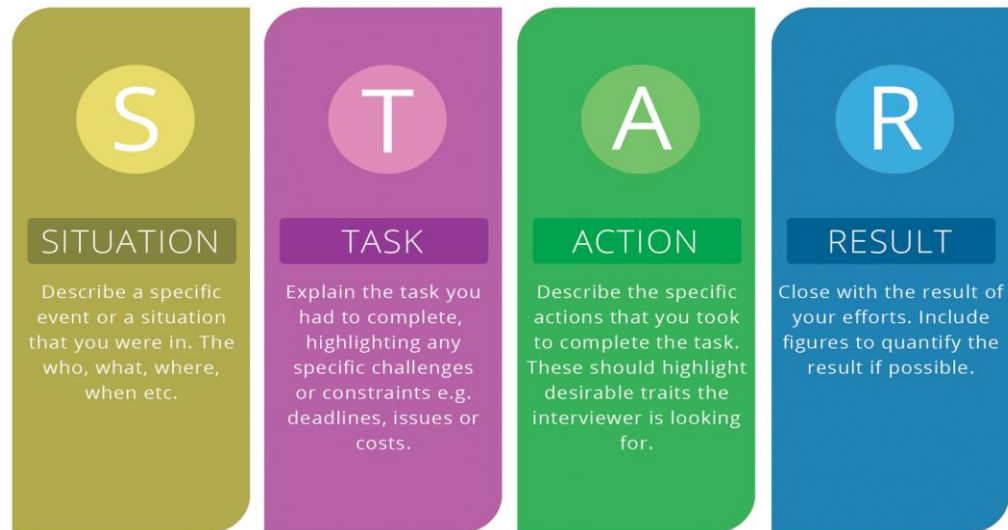 S
SITUATION
Describe a specific
event or a situation
that you were in. The
who, what, where,
when etc.
T
TASK
Explain the task you
had to complete,
highlighting any
specific challenges
or constraints e.g.
deadlines, issues or
costs.
A
ACTION
Describe the specific
actions that you took
to complete the task.
These should highlight
desirable traits the
interviewer is looking
for.
R
RESULT
Close with the result of
your efforts. Include
figures to quantify the
result if possible.